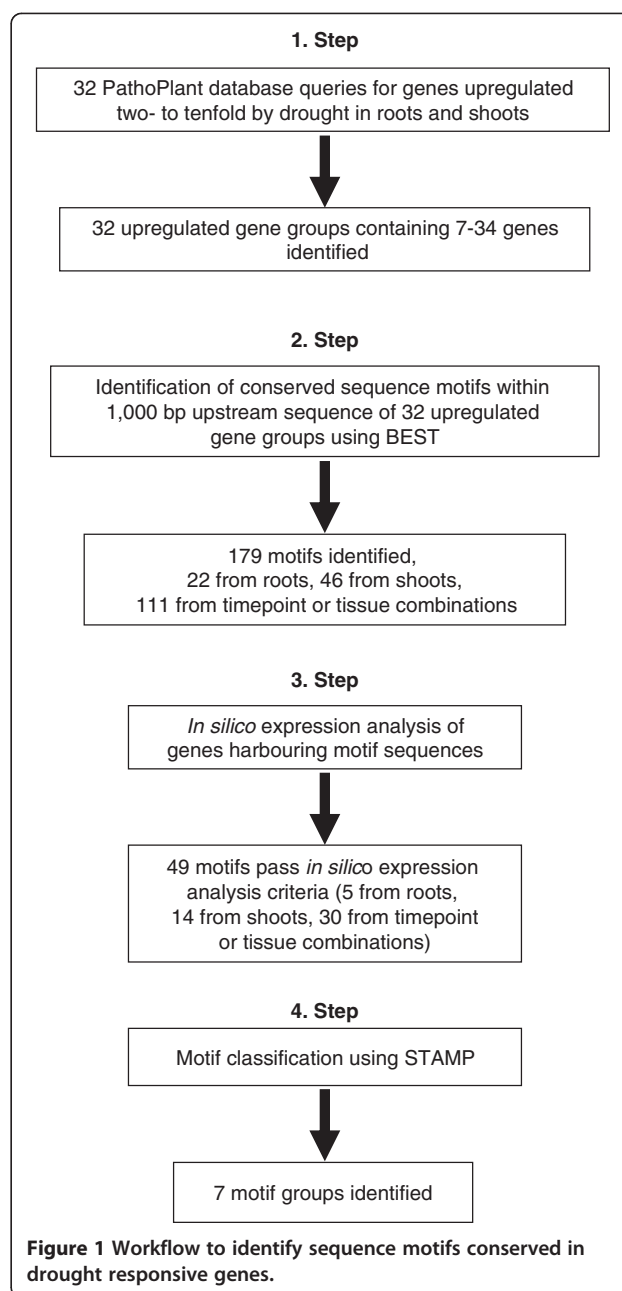 1. Step
32 PathoPlant database queries for genes upregulated
two- to tenfold by drought in roots and shoots
32 upregulated gene groups containing 7-34 genes
identified
2. Step
Identification of conserved sequence motifs within
1,000 bp upstream sequence of 32 upregulated
gene groups using BEST
179 motifs identified,
22 from roots, 46 from shoots,
111 from timepoint or tissue combinations
3. Step
In silico expression analysis of
genes harbouring motif sequences
49 motifs pass in silico expression
analysis criteria (5 from roots,
14 from shoots, 30 from timepoint
or tissue combinations)
4. Step
Motif classification using STAMP
7 motif groups identified
Figure 1 Workflow to identify sequence motifs conserved in
drought responsive genes.